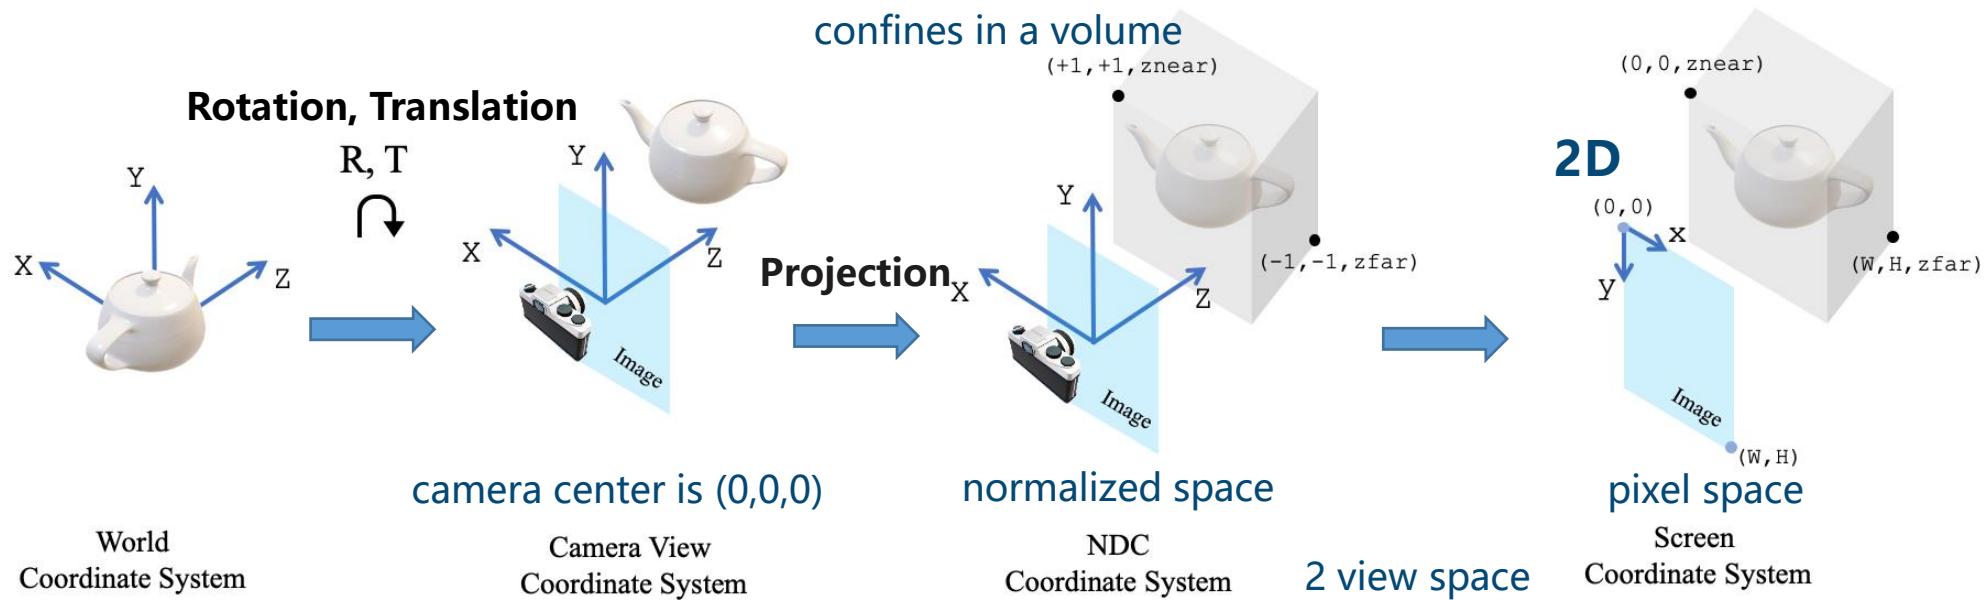 confines in a volume
(+1,+1,znear)
(0,0,znear)
Rotation, Translation
R, T
2D
Y
X
Z
Y
X
Z
Image
Projection
Y
X
Z
Image
(-1,-1,zfar)
(0,0)
x
y
(W,H,zfar)
Image
(W,H)
camera center is (0,0,0)
normalized space
pixel space
World
Coordinate System
Camera View
Coordinate System
NDC
Coordinate System
2 view space
Screen
Coordinate System